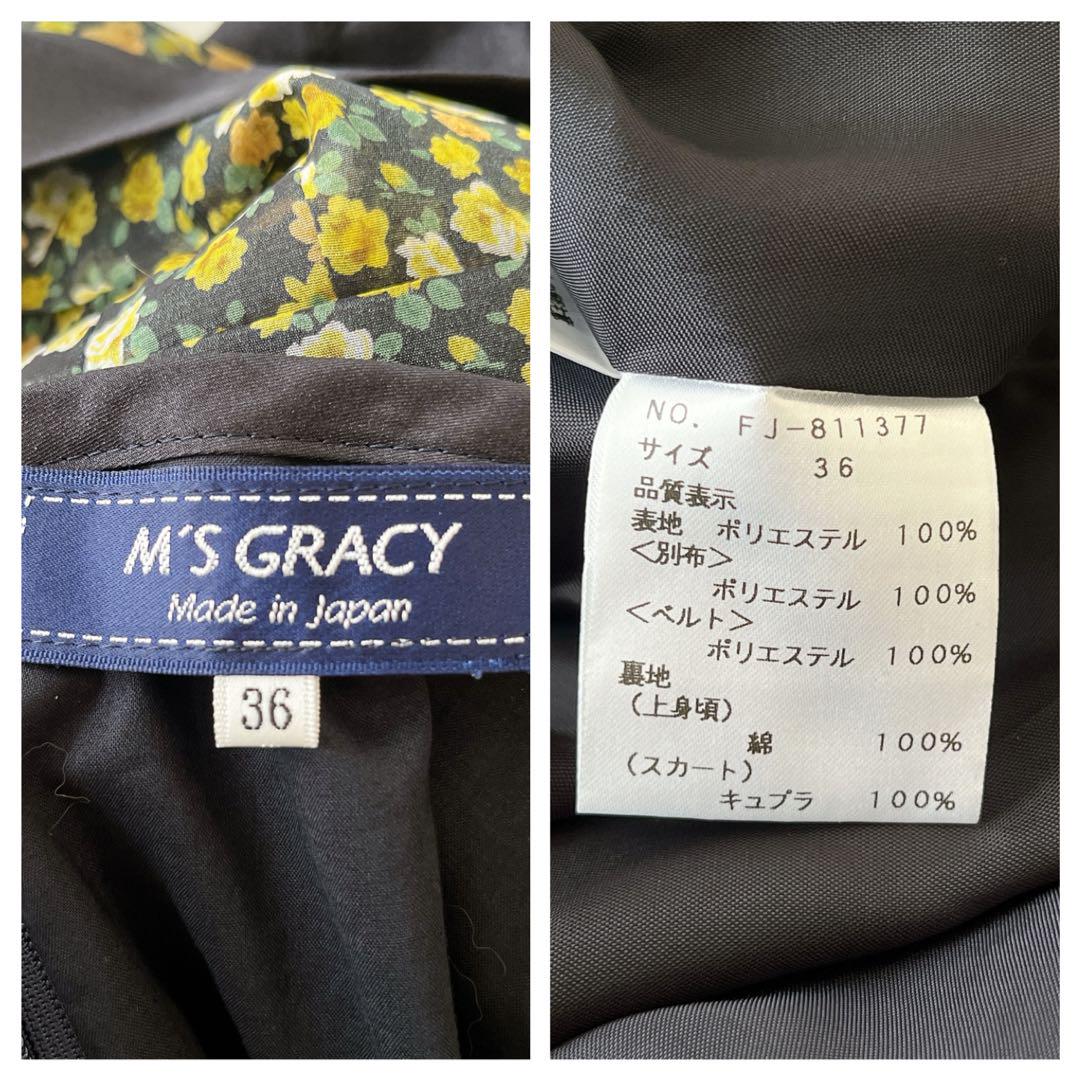 M'S GRACY
Made in Japan
36
NO. FJ-811377
サイズ 36
品質表示
表地 ポリエステル 100%
<別布>
ポリエステル 100%
<ベルト>
ポリエステル 100%
裏地
(上身頃)
綿 100%
(スカート)
キュプラ 100%